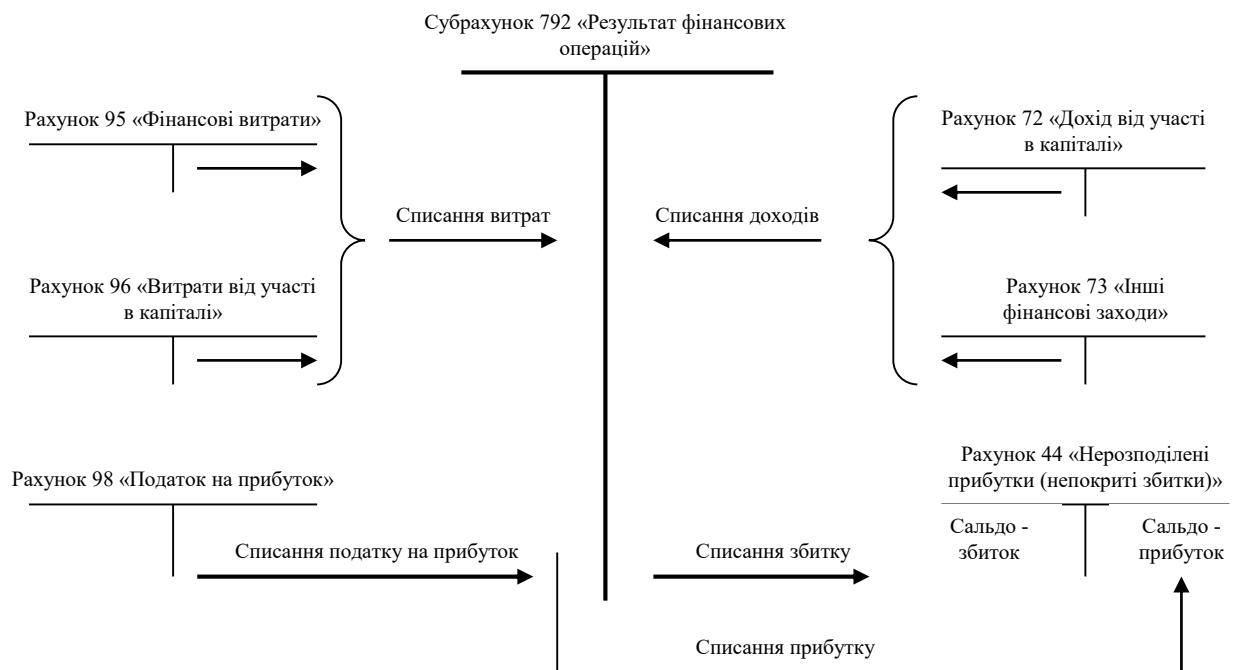 Субрахунок 792 «Результат фінансових
операцій»
Рахунок 95 «Фінансові витрати»
Рахунок 72 «Дохід від участі
в капіталі»
Списання витрат
Списання доходів
Рахунок 96 «Витрати від участі
в капіталі»
Рахунок 73 «Інші
фінансові заходи»
Рахунок 98 «Податок на прибуток»
Рахунок 44 «Нерозподілені
прибутки (непокриті збитки)»
Сальдо -
збиток
Сальдо -
прибуток
Списання податку на прибуток
Списання збитку
Списання прибутку